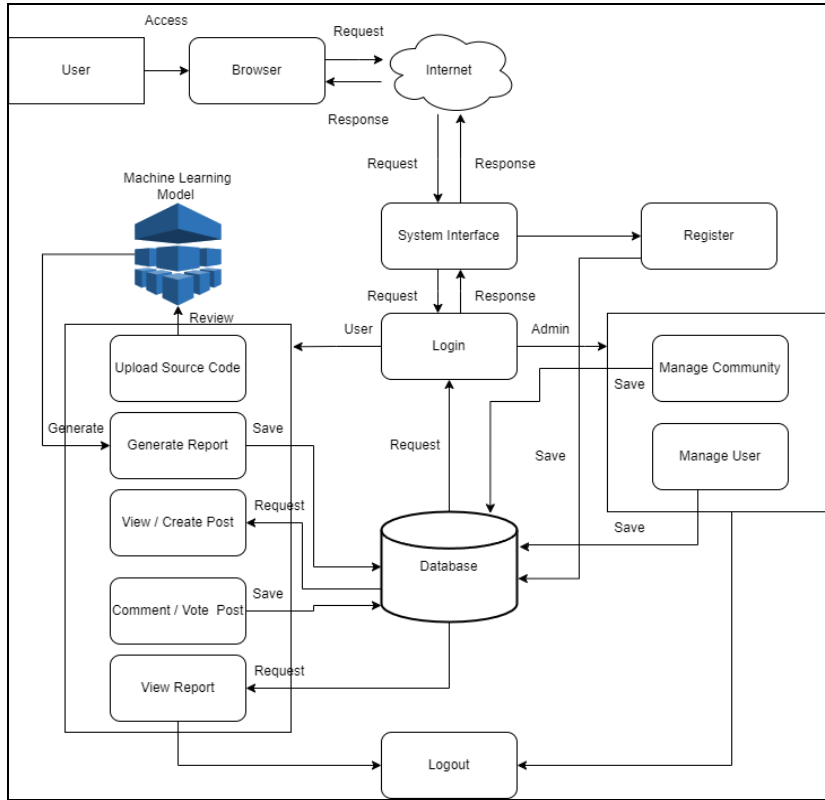 Access
Request
User
Browser
Internet
Response
Request
Response
Machine Learning
Model
System Interface
Register
Request
Response
Review
User
Login
Admin
Upload Source Code
Manage Community
Save
Generate
Generate Report
Save
Request
Save
Manage User
Request
View / Create Post
Save
Database
Comment / Vote Post
Save
View Report
Request
Logout